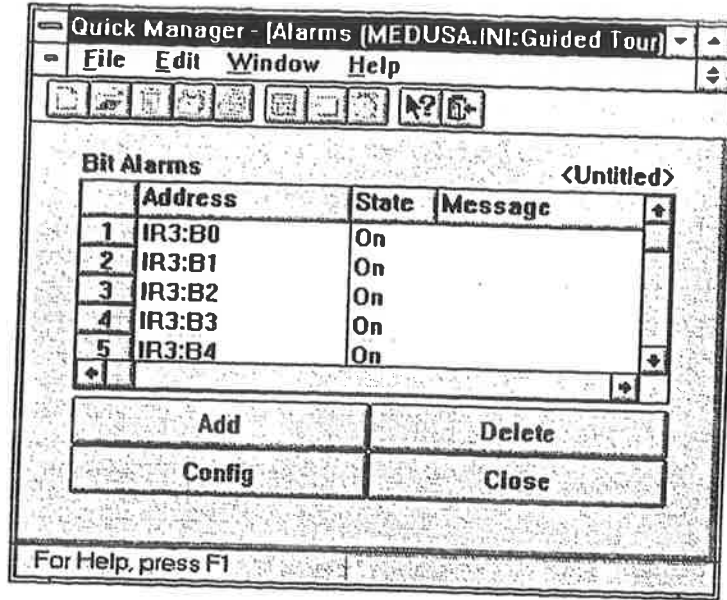 Quick Manager - [Alarms (MEDUSA.INI:Guided Tour)
File Edit Window Help
Bit Alarms <Untitled>
Address State Message
1 IR3:B0 On
2 IR3:B1 On
3 IR3:B2 On
4 IR3:B3 On
5 IR3:B4 On
Add Delete
Config Close
For Help, press F1